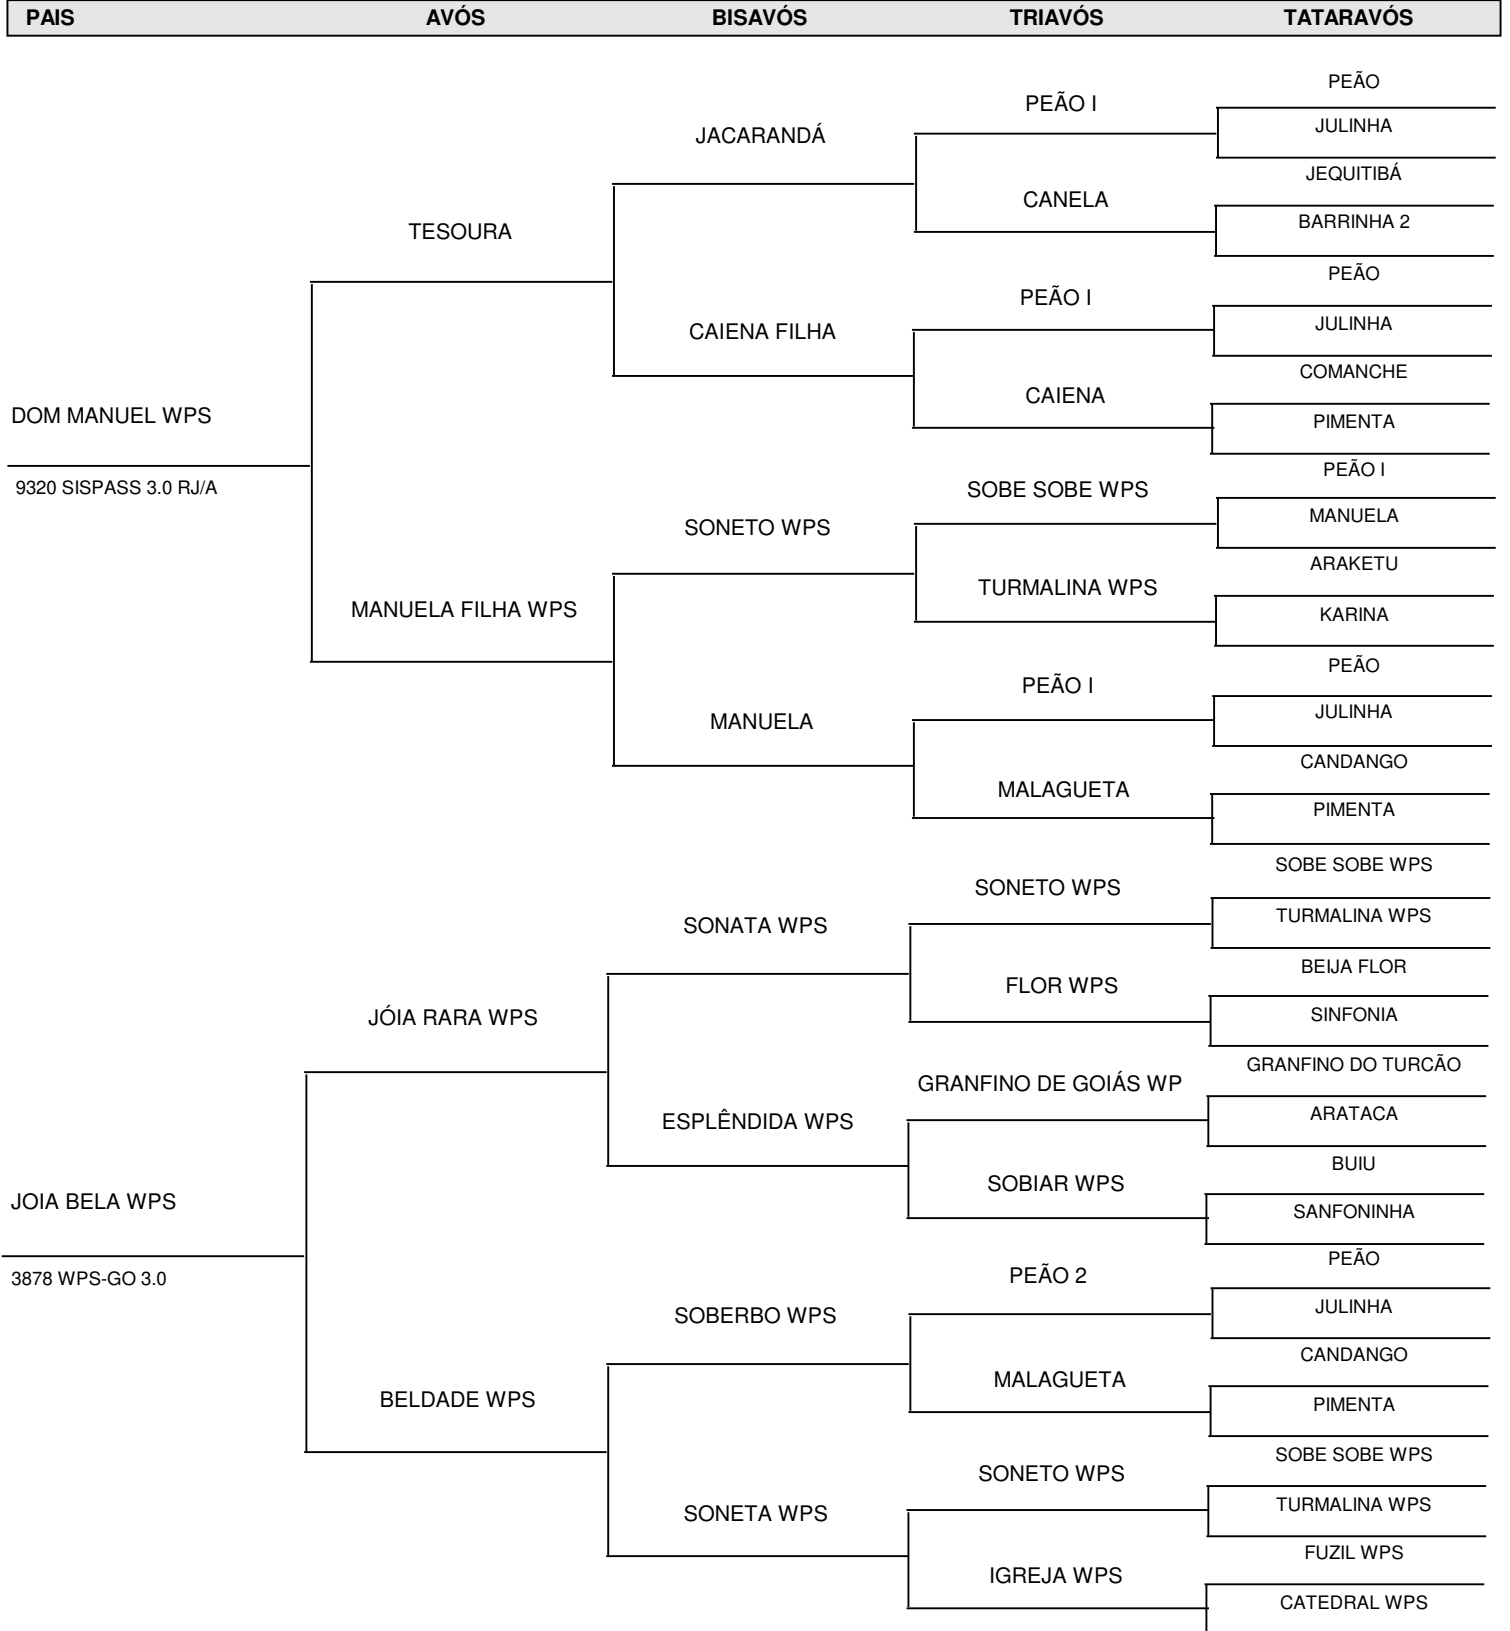 PAIS AVÓS BISAVÓS TRIAVÓS TATARAVÓS
PEÃO
PEÃO I
JULINHA
JACARANDÁ
JEQUITIBÁ
CANELA
BARRINHA 2
TESOURA
PEÃO
PEÃO I
JULINHA
CAIENA FILHA
COMANCHE
CAIENA
PIMENTA
DOM MANUEL WPS
9320 SISPASS 3.0 RJ/A
PEÃO I
SOBE SOBE WPS
MANUELA
SONETO WPS
ARAKETU
TURMALINA WPS
KARINA
MANUELA FILHA WPS
PEÃO
PEÃO I
JULINHA
MANUELA
CANDANGO
MALAGUETA
PIMENTA
SOBE SOBE WPS
SONETO WPS
TURMALINA WPS
SONATA WPS
BEIJA FLOR
FLOR WPS
SINFONIA
JÓIA RARA WPS
GRANFINO DO TURCÃO
GRANFINO DE GOIÁS WP
ARATACA
ESPLÊNDIDA WPS
BUIU
SOBIAR WPS
SANFONINHA
JOIA BELA WPS
3878 WPS-GO 3.0
PEÃO
PEÃO 2
JULINHA
SOBERBO WPS
CANDANGO
MALAGUETA
PIMENTA
BELDADE WPS
SOBE SOBE WPS
SONETO WPS
TURMALINA WPS
SONETA WPS
FUZIL WPS
IGREJA WPS
CATEDRAL WPS